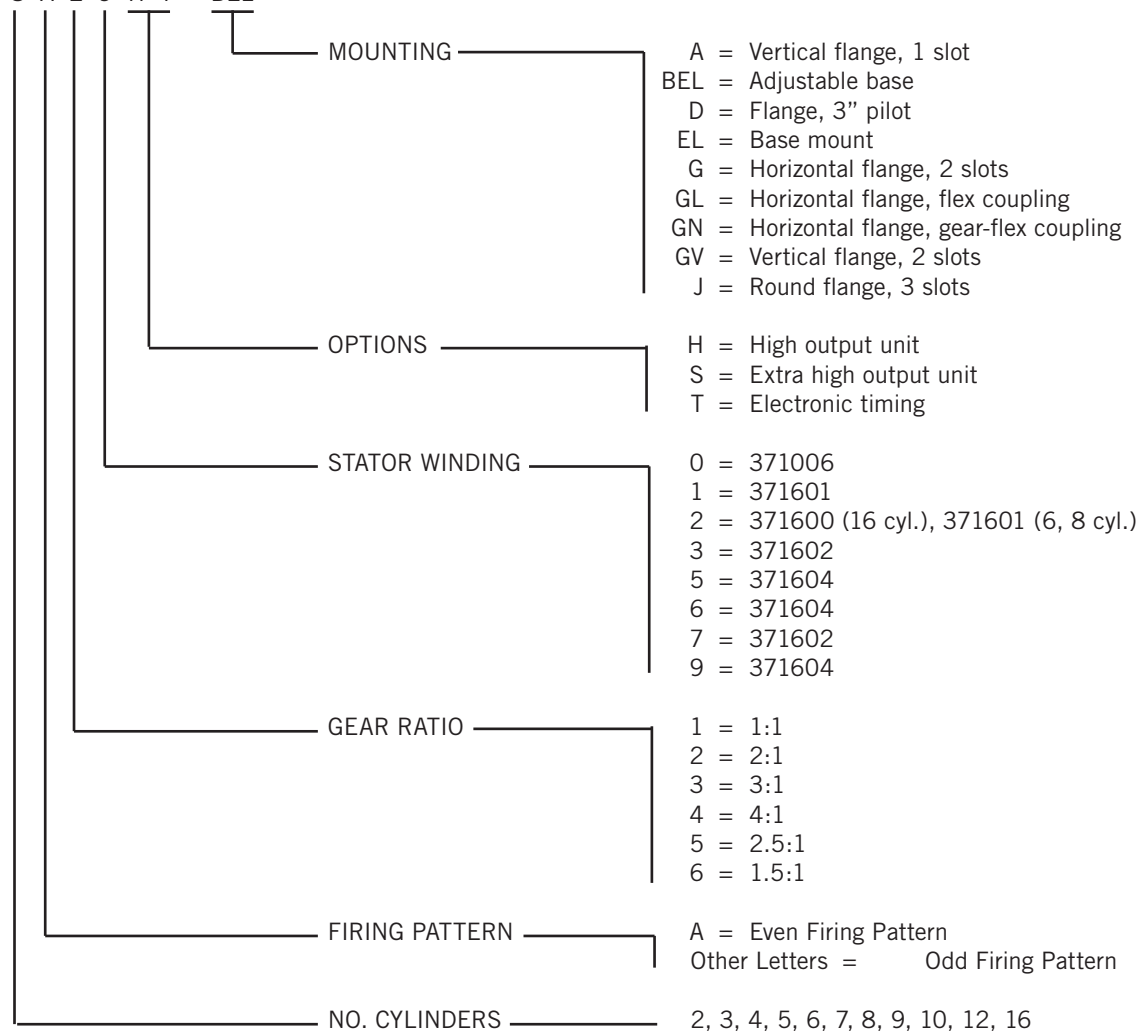 MOUNTING A = Vertical flange, 1 slot
BEL = Adjustable base
D = Flange, 3” pilot
EL = Base mount
G = Horizontal flange, 2 slots
GL = Horizontal flange, flex coupling
GN = Horizontal flange, gear-flex coupling
GV = Vertical flange, 2 slots
J = Round flange, 3 slots
OPTIONS H = High output unit
S = Extra high output unit
T = Electronic timing
STATOR WINDING 0 = 371006
1 = 371601
2 = 371600 (16 cyl.), 371601 (6, 8 cyl.)
3 = 371602
5 = 371604
6 = 371604
7 = 371602
9 = 371604
GEAR RATIO 1 = 1:1
2 = 2:1
3 = 3:1
4 = 4:1
5 = 2.5:1
6 = 1.5:1
FIRING PATTERN A = Even Firing Pattern
Other Letters = Odd Firing Pattern
NO. CYLINDERS 2, 3, 4, 5, 6, 7, 8, 9, 10, 12, 16